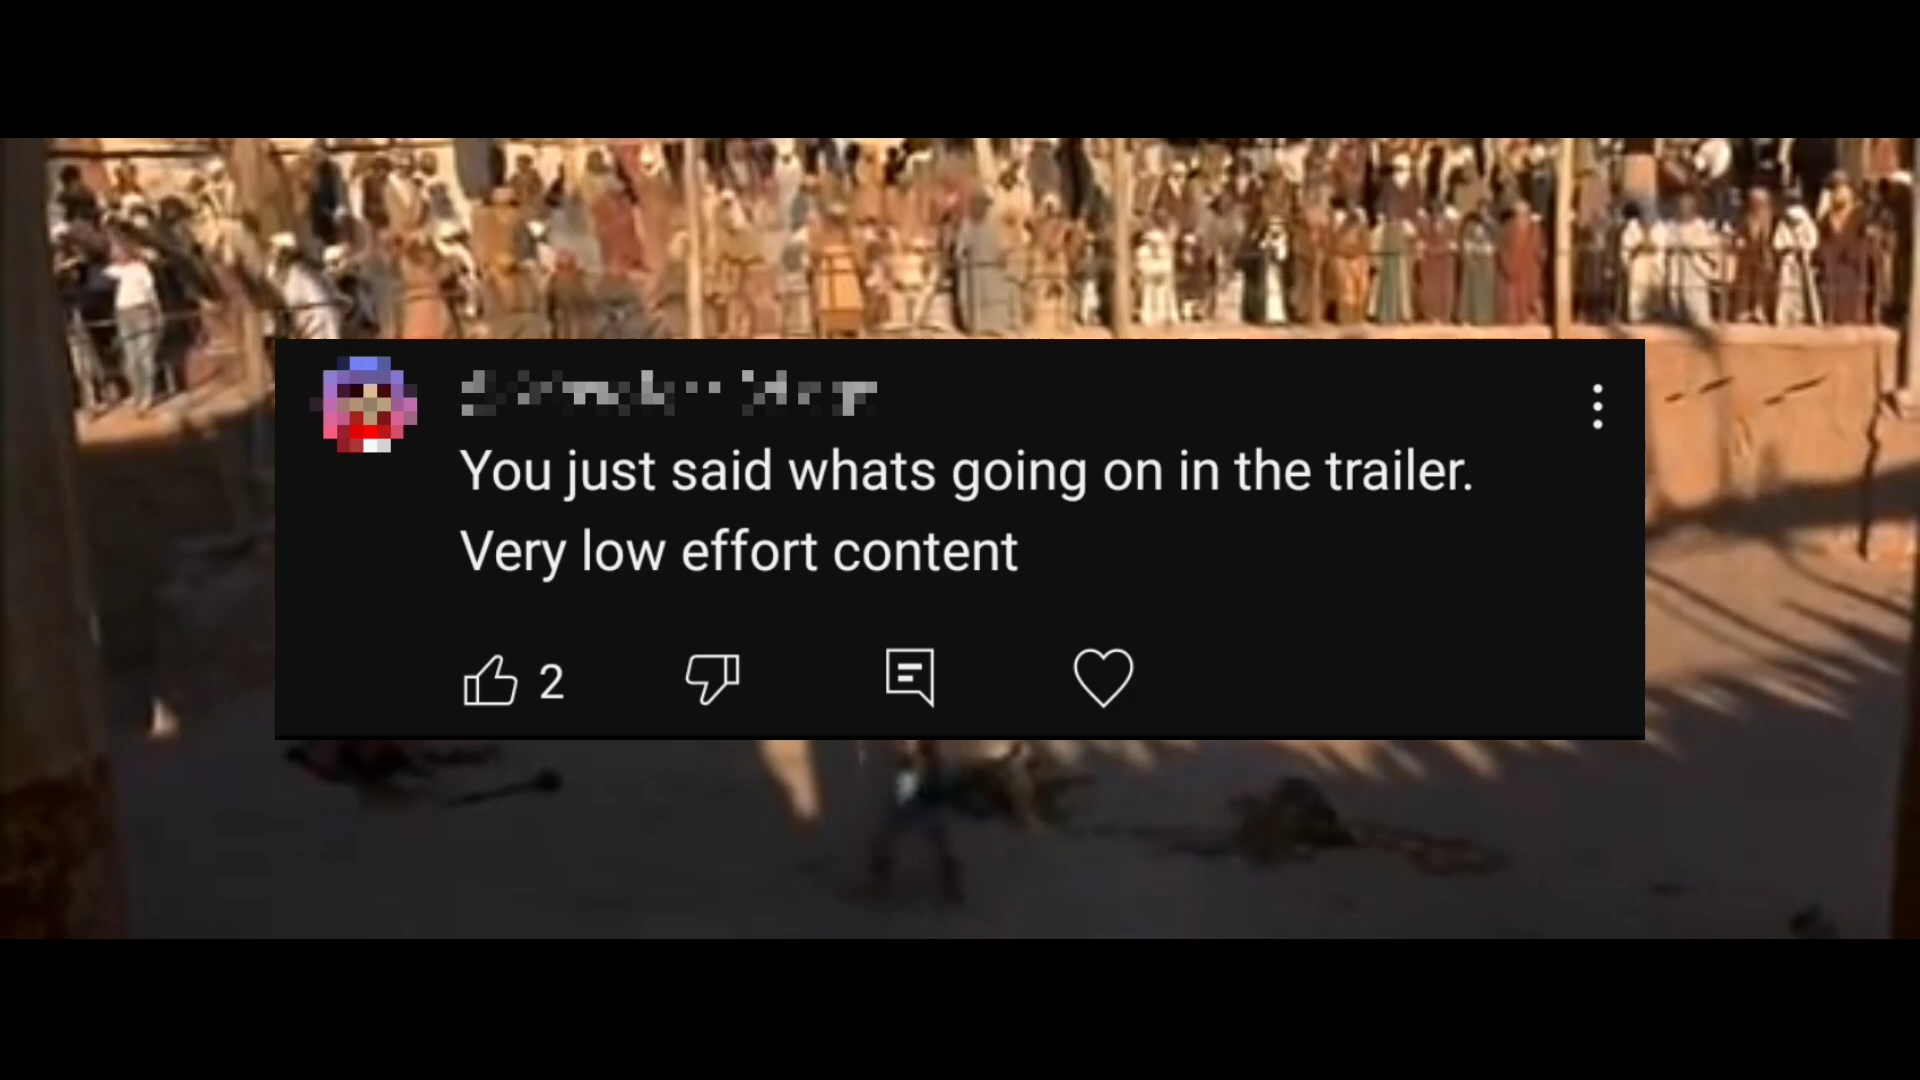 You just said whats going on in the trailer.
Very low effort content
2